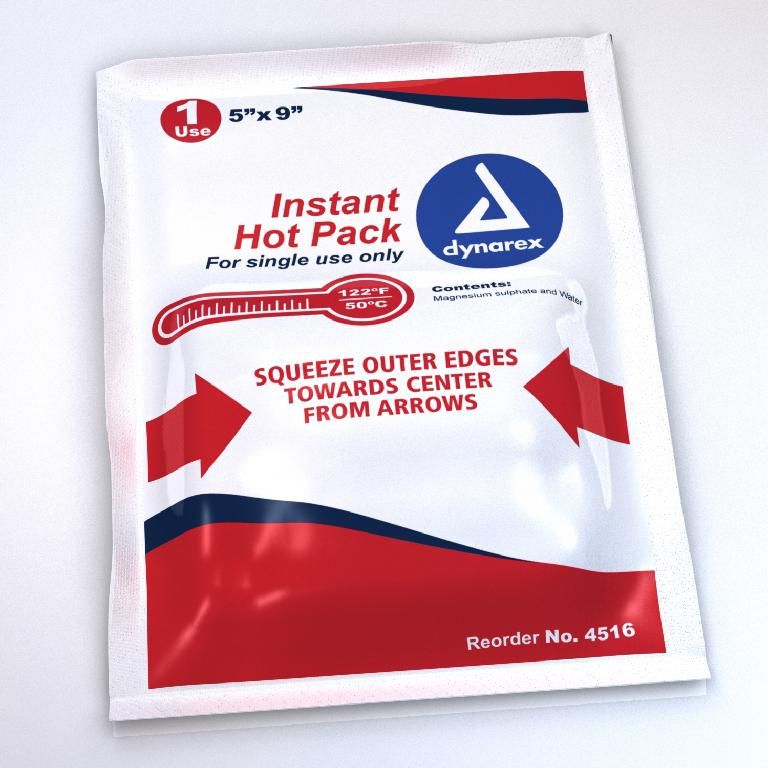 1
Use
5”x 9”
Instant
Hot Pack
For single use only
dynarex
122°F
50°C
Contents:
Magnesium sulphate and Water
SQUEEZE OUTER EDGES
TOWARDS CENTER
FROM ARROWS
Reorder No. 4516